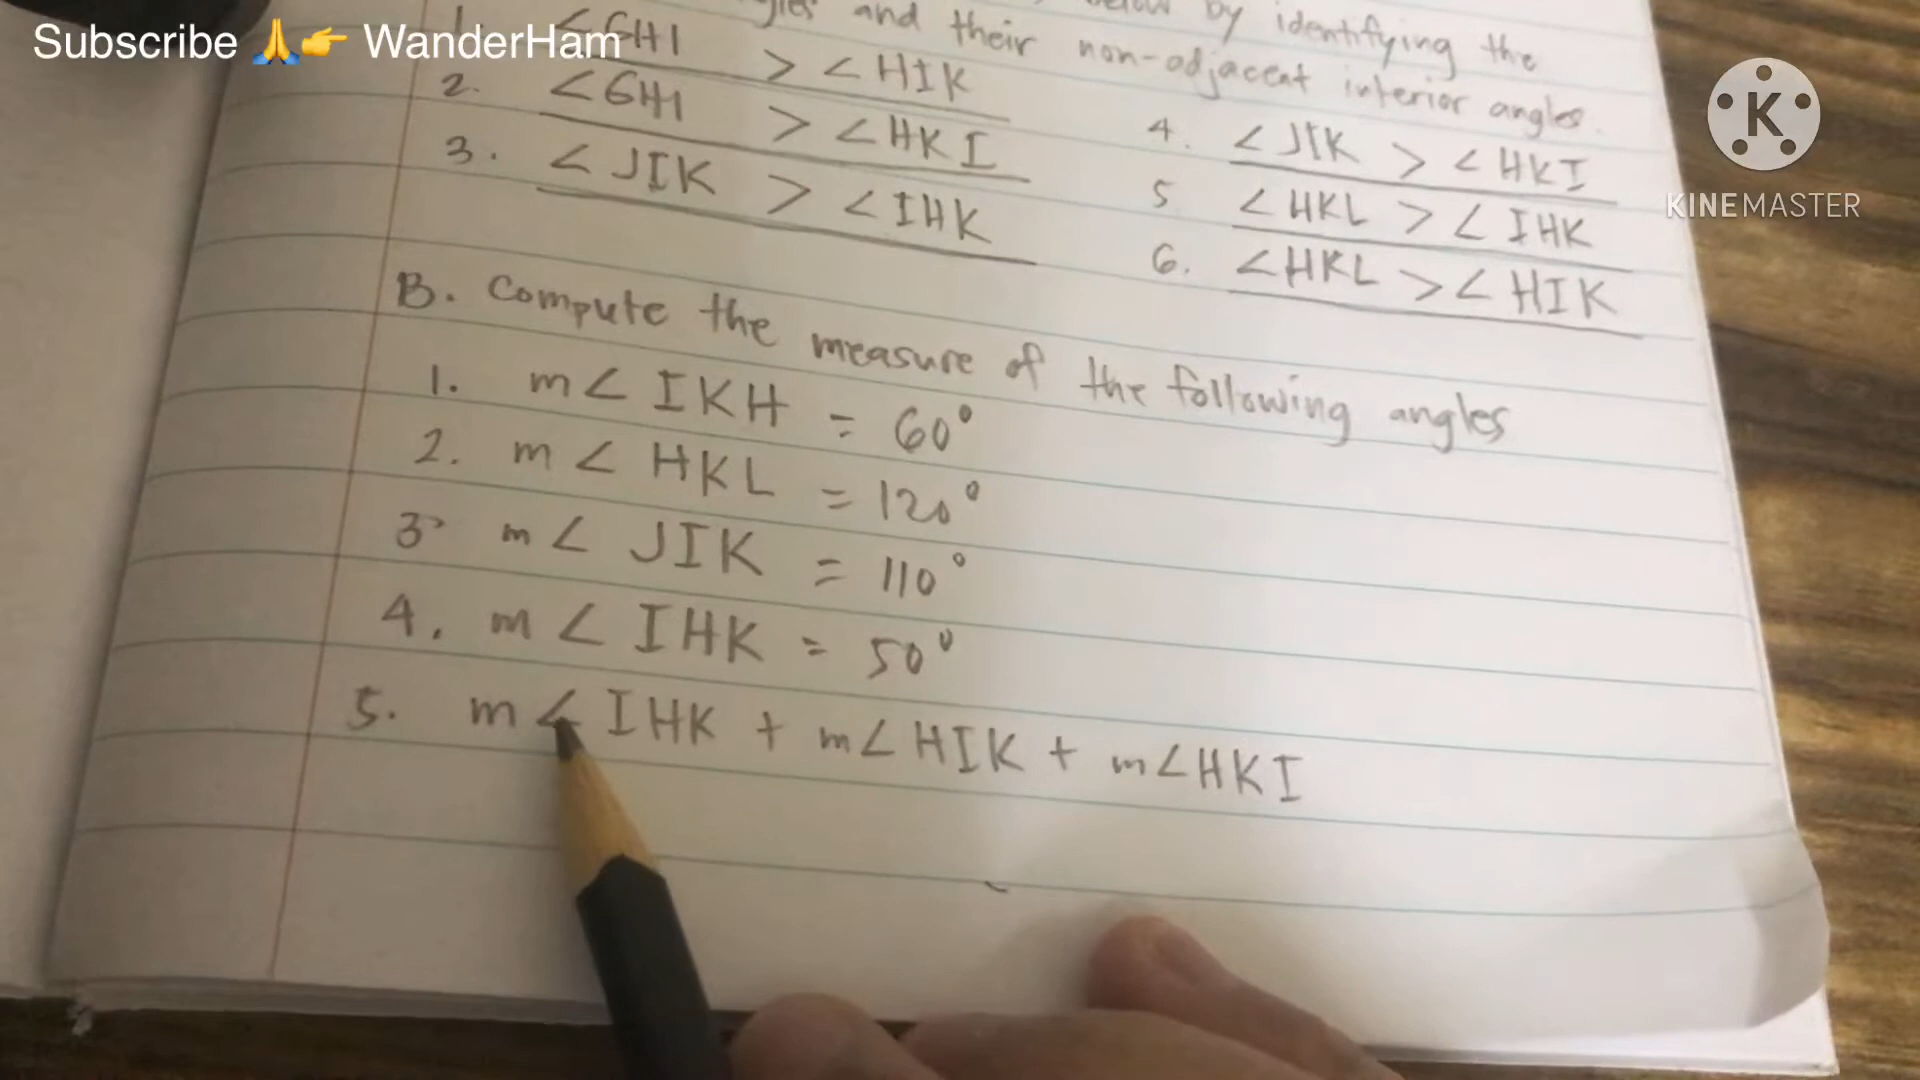 Subscribe 🙏👉 WanderHam
K
KINEMASTER
below by identifying the
and their non-adjacent interior angles.
1. <GHI > <HIK
2. <GHI > <HKI
3. <JIK > <IHK
4. <JIK > <HKI
5 <HKL > <IHK
6. <HKL > < HIK
B. Compute the measure of the following angles
1. m< IKH = 60°
2. m < HKL = 120°
3. m < JIK = 110°
4. m < IHK = 50°
5. m < IHK + m< HIK + m<HKI